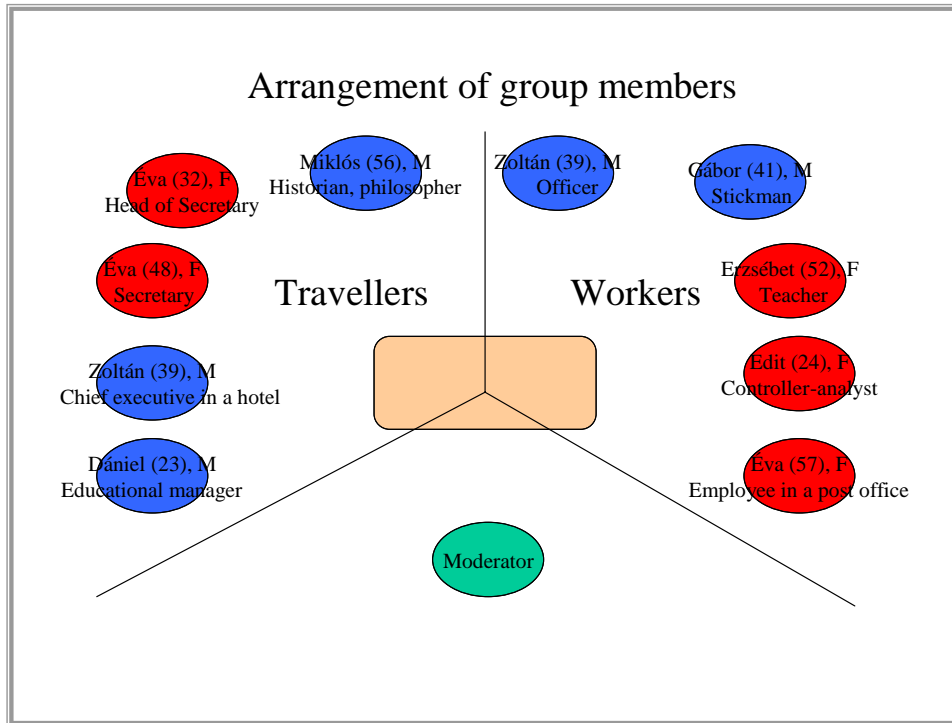 Arrangement of group members
Miklós (56), M
Historian, philosopher
Zoltán (39), M
Officer
Gábor (41), M
Stickman
Éva (32), F
Head of Secretary
Éva (48), F
Secretary
Travellers
Workers
Erzsébet (52), F
Teacher
Zoltán (39), M
Chief executive in a hotel
Edit (24), F
Controller-analyst
Dániel (23), M
Educational manager
Éva (57), F
Employee in a post office
Moderator